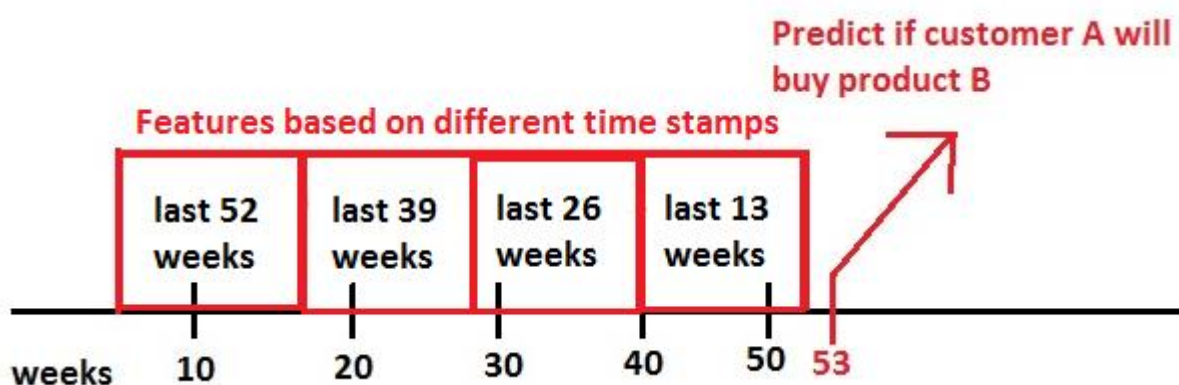 Predict if customer A will
buy product B
Features based on different time stamps
last 52
weeks
last 39
weeks
last 26
weeks
last 13
weeks
weeks 10 20 30 40 50 53